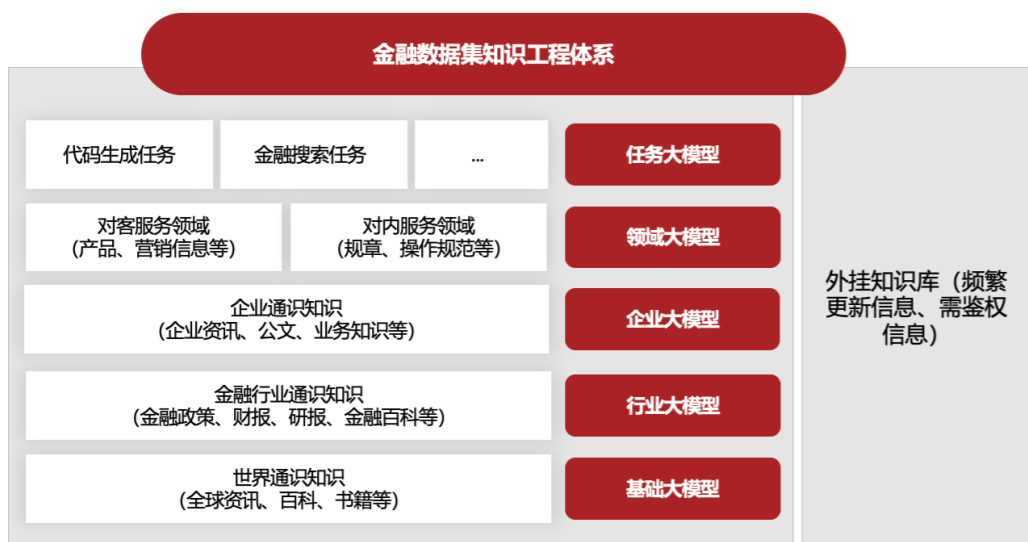 金融数据集知识工程体系
代码生成任务
金融搜索任务
...
任务大模型
对客服务领域
（产品、营销信息等）
对内服务领域
（规章、操作规范等）
领域大模型
企业通识知识
（企业资讯、公文、业务知识等）
企业大模型
金融行业通识知识
（金融政策、财报、研报、金融百科等）
行业大模型
世界通识知识
（全球资讯、百科、书籍等）
基础大模型
外挂知识库（频繁
更新信息、需鉴权
信息）